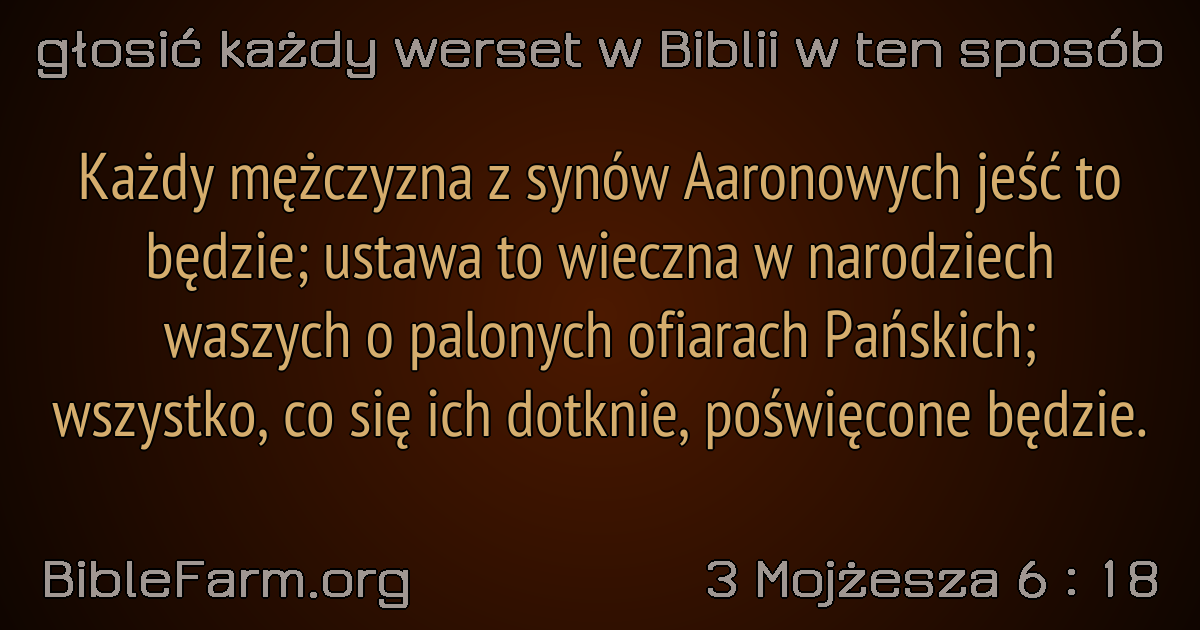 głosić każdy werset w Biblii w ten sposób
Każdy mężczyzna z synów Aaronowych jeść to
będzie; ustawa to wieczna w narodziech
waszych o palonych ofiarach Pańskich;
wszystko, co się ich dotknie, poświęcone będzie.
BibleFarm.org
3 Mojżesza 6 : 18